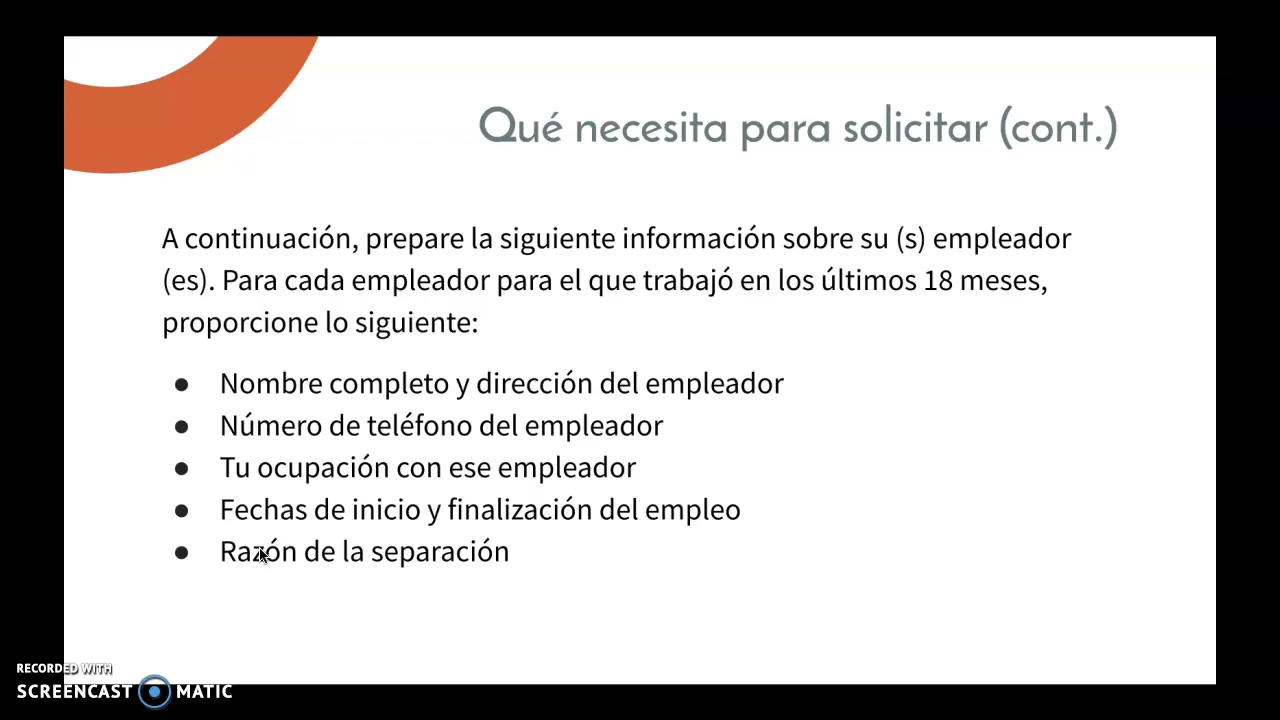 Qué necesita para solicitar (cont.)
A continuación, prepare la siguiente información sobre su (s) empleador
(es). Para cada empleador para el que trabajó en los últimos 18 meses,
proporcione lo siguiente:
● Nombre completo y dirección del empleador
● Número de teléfono del empleador
● Tu ocupación con ese empleador
● Fechas de inicio y finalización del empleo
● Razón de la separación
RECORDED WITH
SCREENCAST MATIC